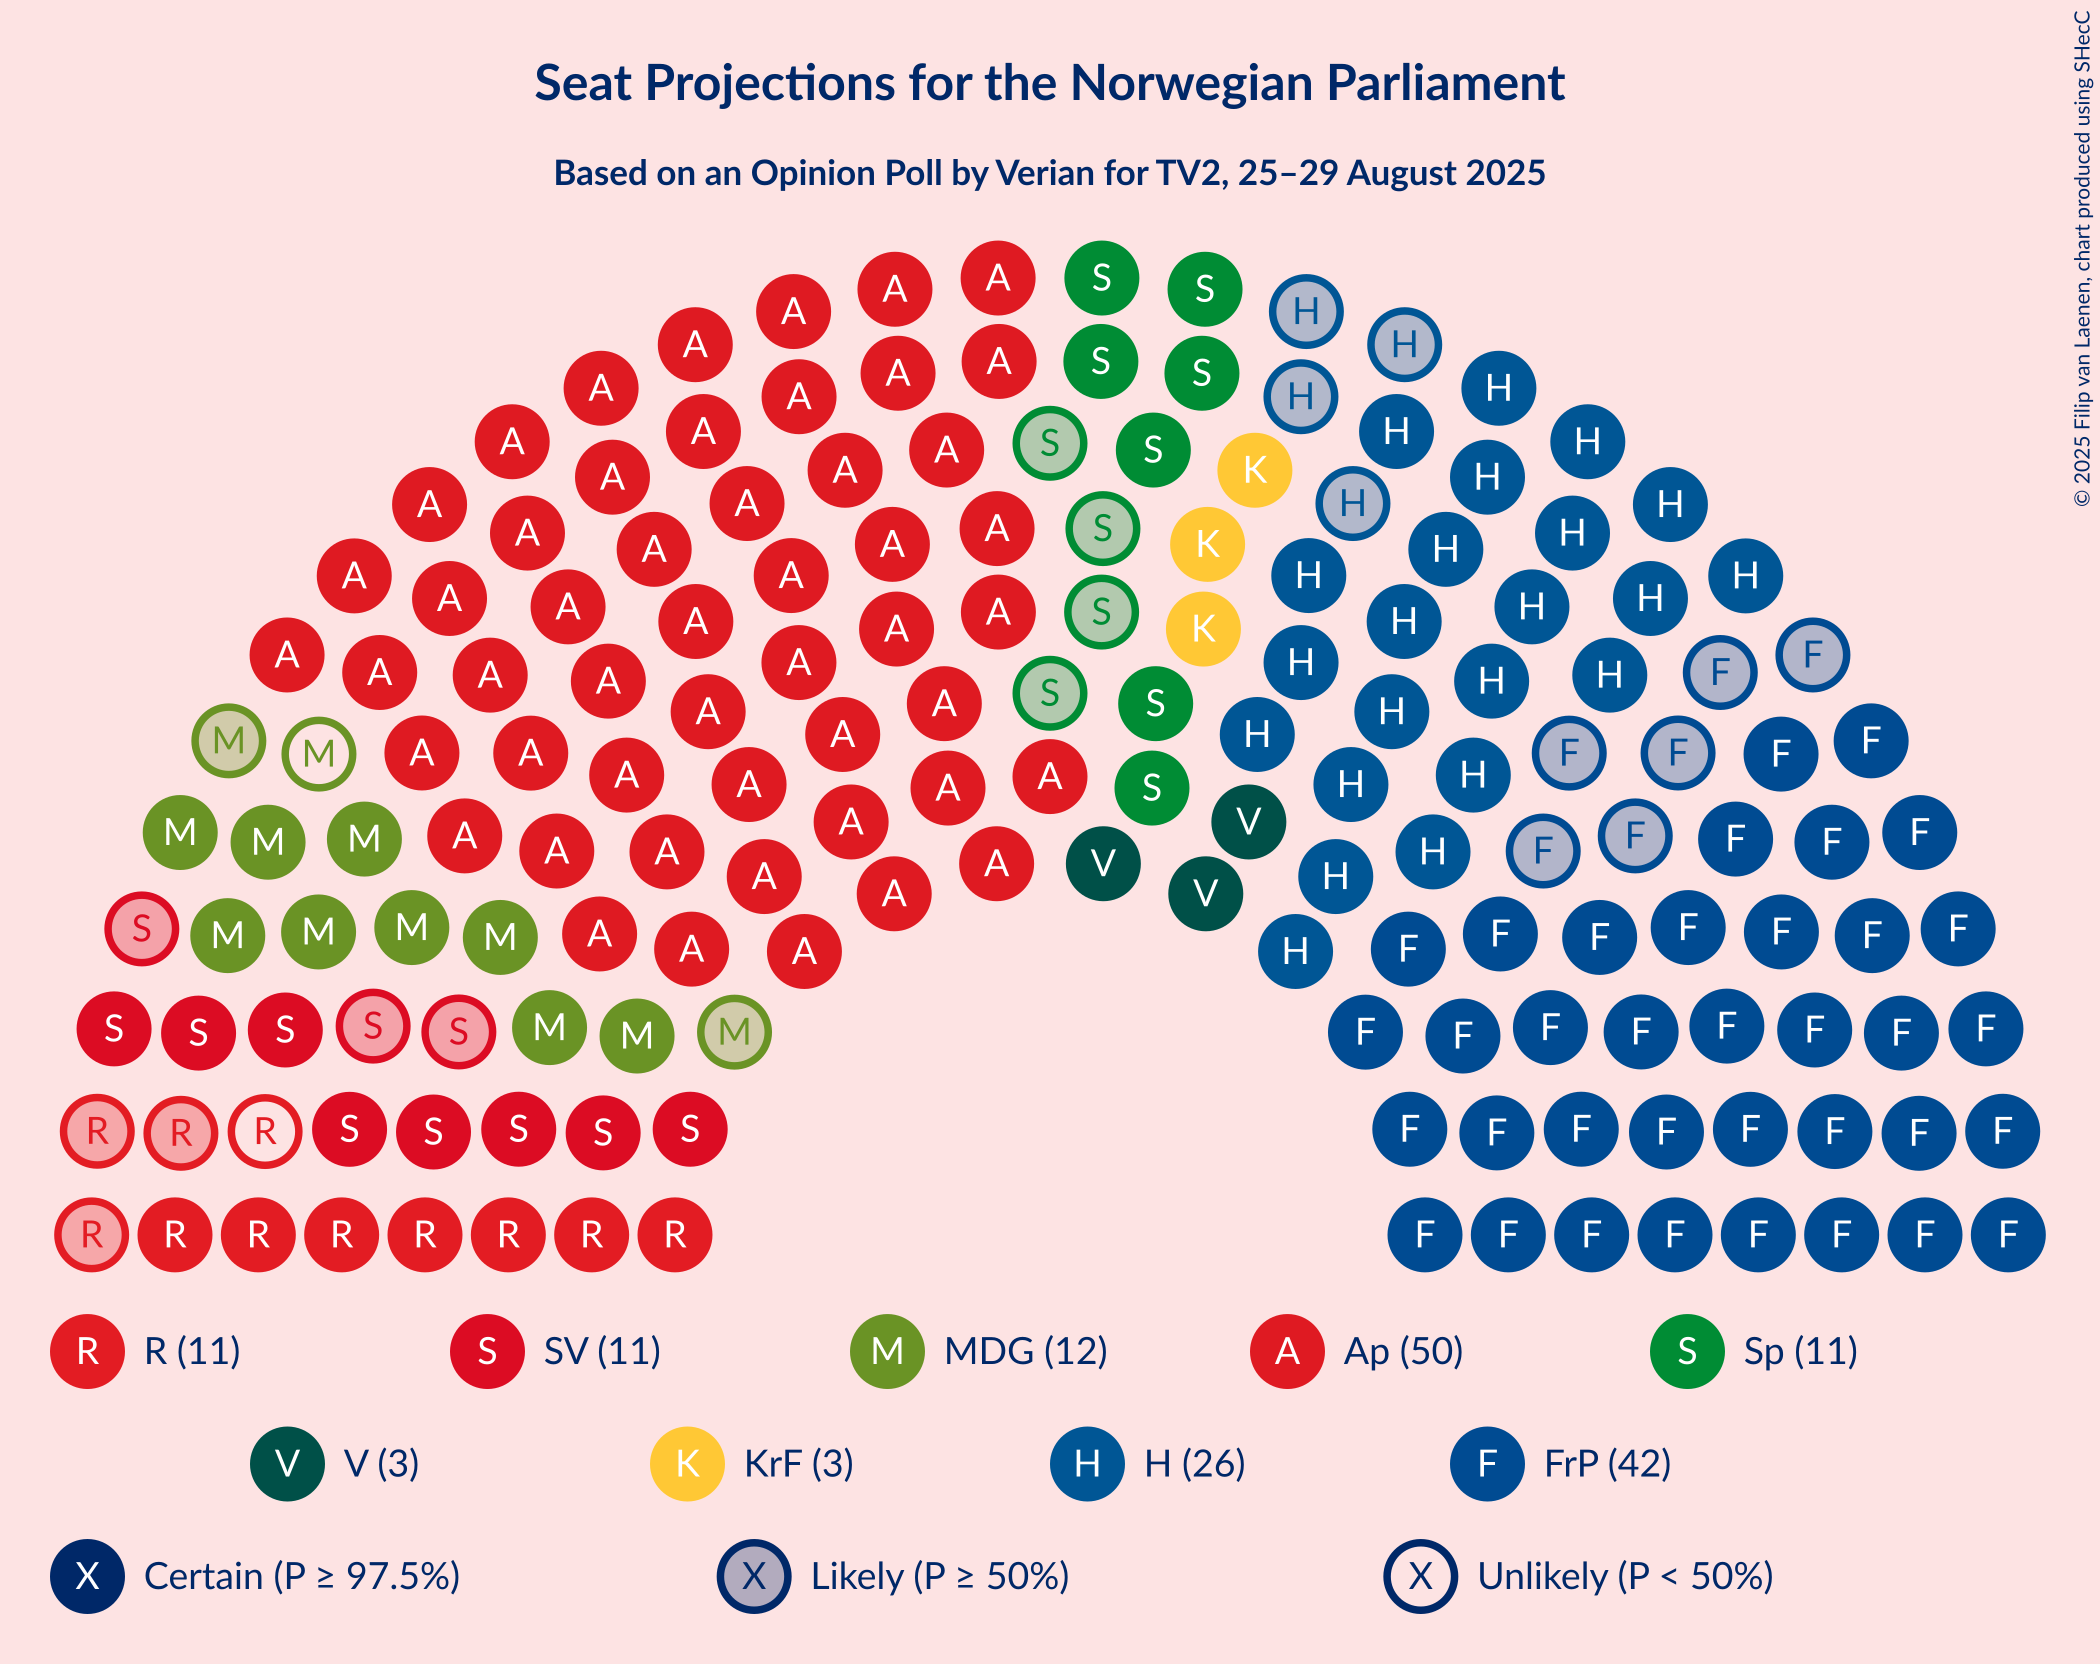 Seat Projections for the Norwegian Parliament
Based on an Opinion Poll by Verian for TV2, 25–29 August 2025
© 2025 Filip van Laenen, chart produced using SHecC
A A S S
A A H H
A A A A S S H H
A A A S A K H H
A A A A S H H H
A A A A A S K H H H H
A A A A A A S K H H H H
A A A A A A S S H H H H F F
M M A A A A A A A S V H H H F F F F
M M M A A A A A A V V H H F F F F F
S M M M M A A A H F F F F F F F
S S S S S M M M F F F F F F F F
R R R S S S S S F F F F F F F F
R R R R R R R R F F F F F F F F
R R (11) S SV (11) M MDG (12) A Ap (50) S Sp (11)
V V (3) K KrF (3) H H (26) F FrP (42)
X Certain (P ≥ 97.5%) X Likely (P ≥ 50%) X Unlikely (P < 50%)